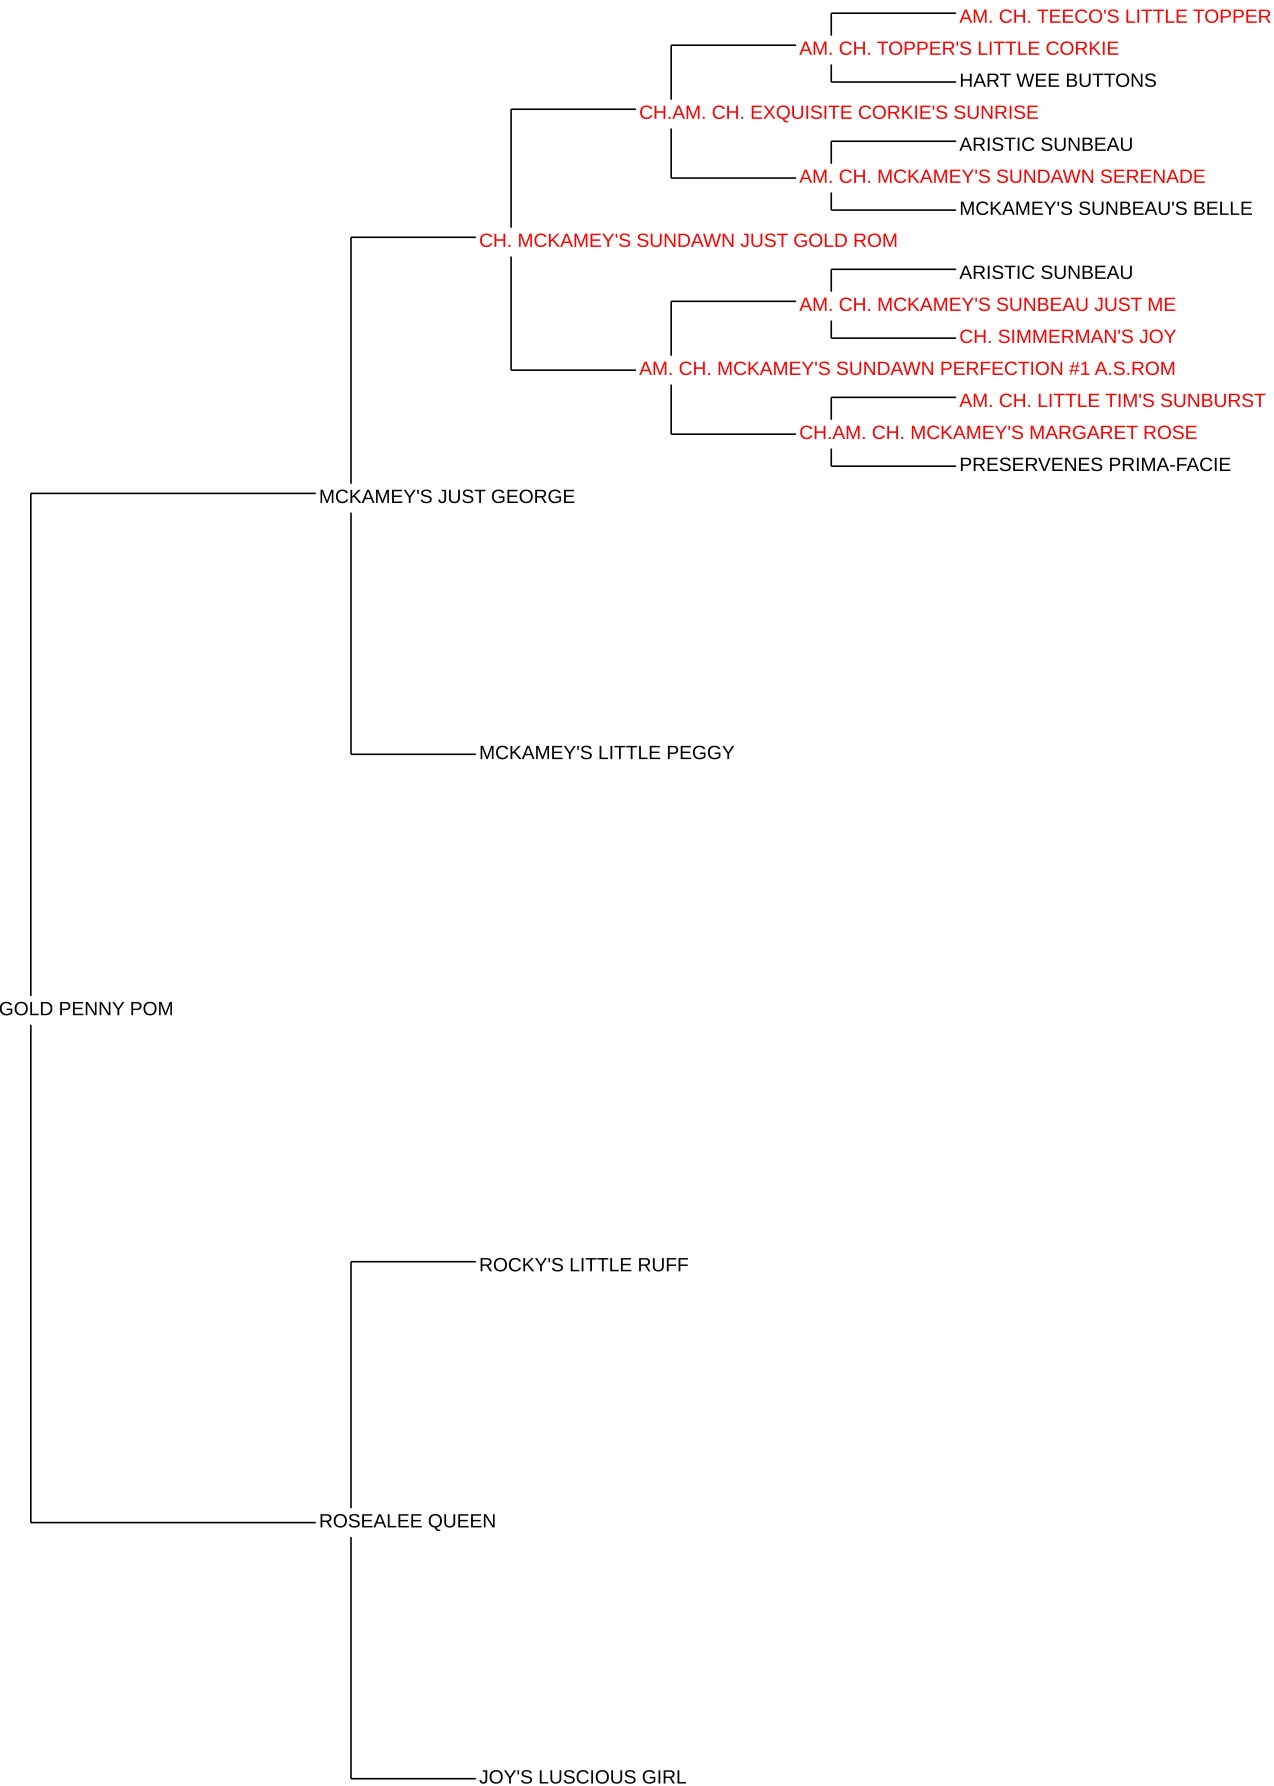 AM. CH. TEECO'S LITTLE TOPPER
AM. CH. TOPPER'S LITTLE CORKIE
HART WEE BUTTONS
CH.AM. CH. EXQUISITE CORKIE'S SUNRISE
ARISTIC SUNBEAU
AM. CH. MCKAMEY'S SUNDAWN SERENADE
MCKAMEY'S SUNBEAU'S BELLE
CH. MCKAMEY'S SUNDAWN JUST GOLD ROM
ARISTIC SUNBEAU
AM. CH. MCKAMEY'S SUNBEAU JUST ME
CH. SIMMERMAN'S JOY
AM. CH. MCKAMEY'S SUNDAWN PERFECTION #1 A.S.ROM
AM. CH. LITTLE TIM'S SUNBURST
CH.AM. CH. MCKAMEY'S MARGARET ROSE
PRESERVENES PRIMA-FACIE
MCKAMEY'S JUST GEORGE
MCKAMEY'S LITTLE PEGGY
GOLD PENNY POM
ROCKY'S LITTLE RUFF
ROSEALEE QUEEN
JOY'S LUSCIOUS GIRL